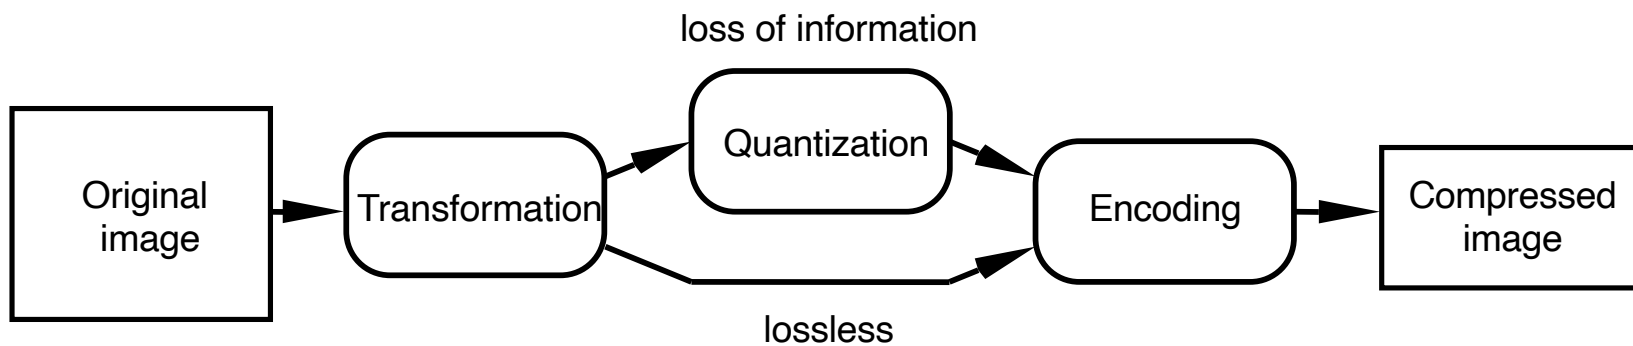 loss of information
Original
image
Transformation
Quantization
Encoding
Compressed
image
lossless